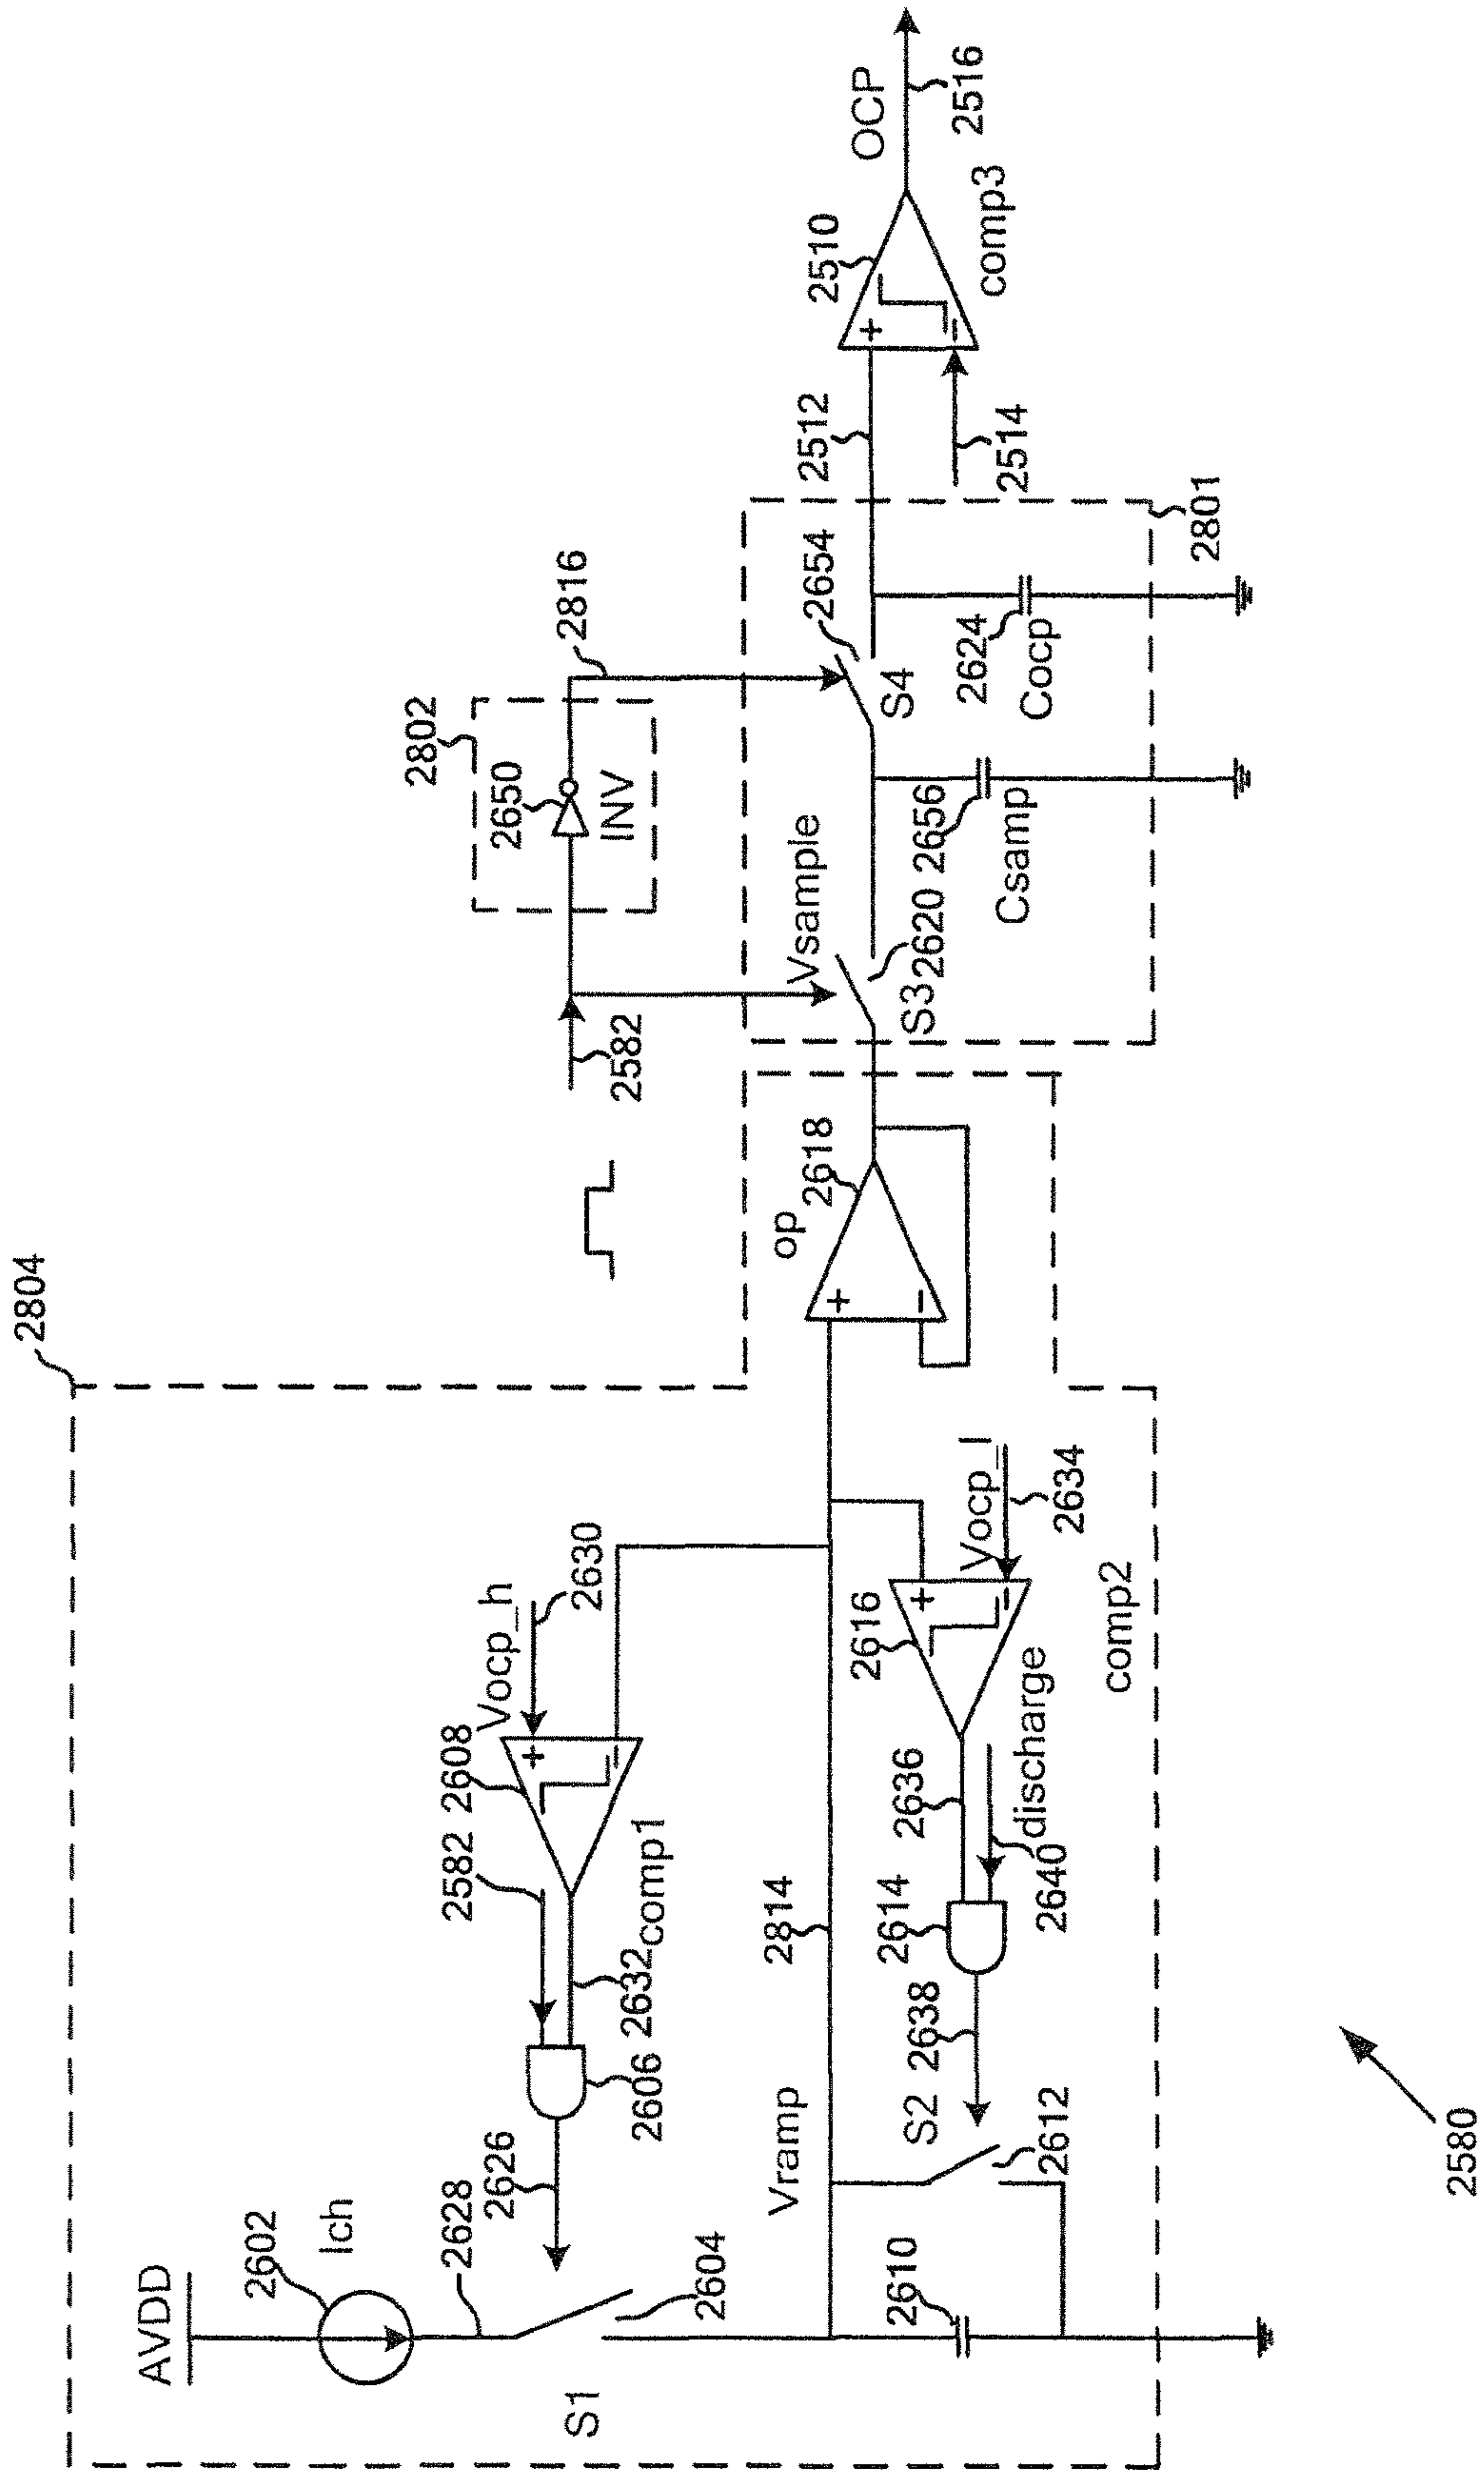 2804
AVDD
2602
Ich
2628
S1
2604
2626
2606
2582
2632
comp1
2608
Vocp_h
2630
Vramp
2814
2610
S2
2612
2638
2614
2636
discharge
2640
2616
+
-
Vocp_l
2634
comp2
+
-
op
2618
+
-
2582
2802
2650
INV
2816
Vsample
S3
2620
2656
Csamp
S4
2654
2624
Cocp
2801
2512
2514
2510
+
-
comp3
OCP
2516
2580